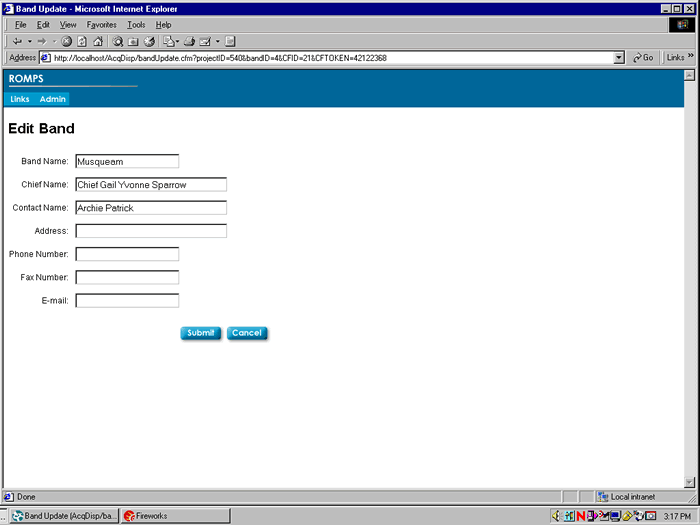 Band Update - Microsoft Internet Explorer
File Edit View Favorites Tools Help
Address http://localhost/AcqDisp/bandUpdate.cfm?projectID=540&bandID=4&CFID=21&CFTOKEN=42122368 Go Links »
ROMPS
Links Admin
Edit Band
Band Name: Musqueam
Chief Name: Chief Gail Yvonne Sparrow
Contact Name: Archie Patrick
Address:
Phone Number:
Fax Number:
E-mail:
Submit Cancel
Done Local intranet
Band Update (AcqDisp/ba... Fireworks 3:17 PM